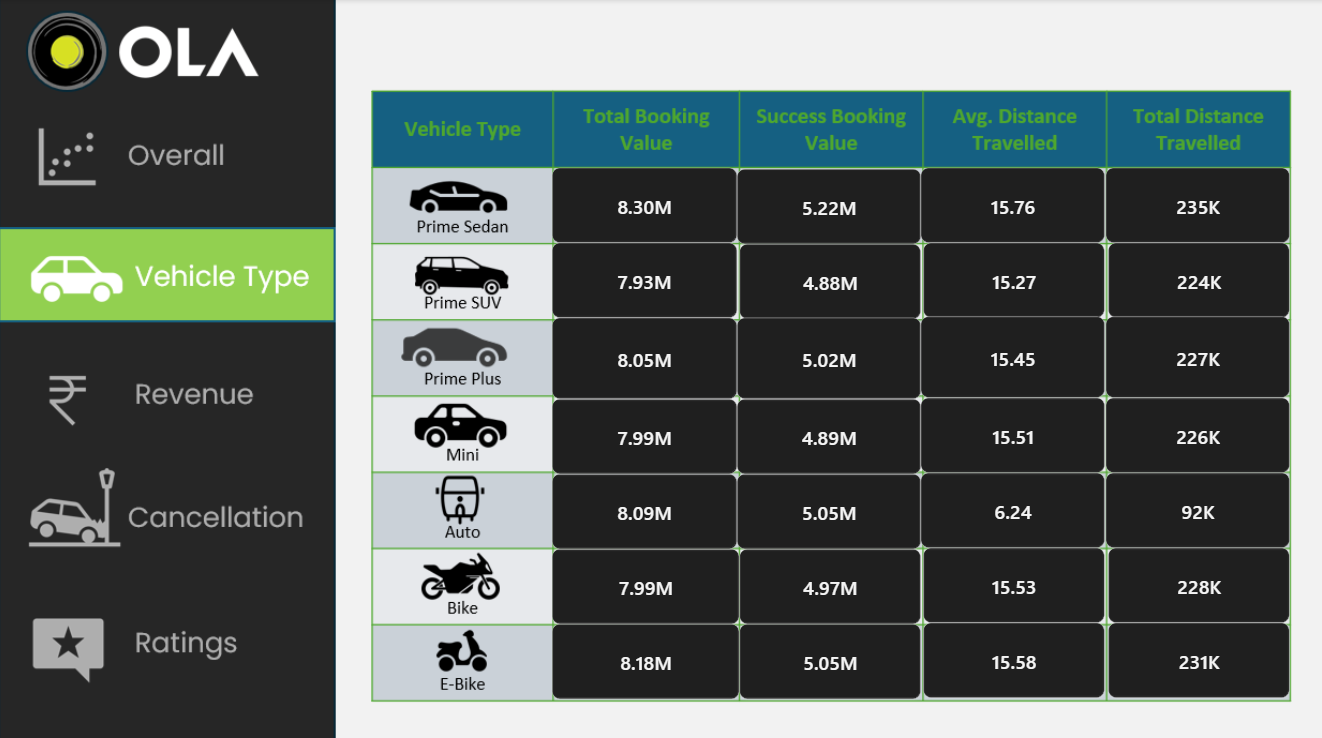 OLA
Overall
Vehicle Type
Revenue
Cancellation
Ratings
Vehicle Type
Total Booking
Value
Success Booking
Value
Avg. Distance
Travelled
Total Distance
Travelled
Prime Sedan
8.30M
5.22M
15.76
235K
Prime SUV
7.93M
4.88M
15.27
224K
Prime Plus
8.05M
5.02M
15.45
227K
Mini
7.99M
4.89M
15.51
226K
Auto
8.09M
5.05M
6.24
92K
Bike
7.99M
4.97M
15.53
228K
E-Bike
8.18M
5.05M
15.58
231K